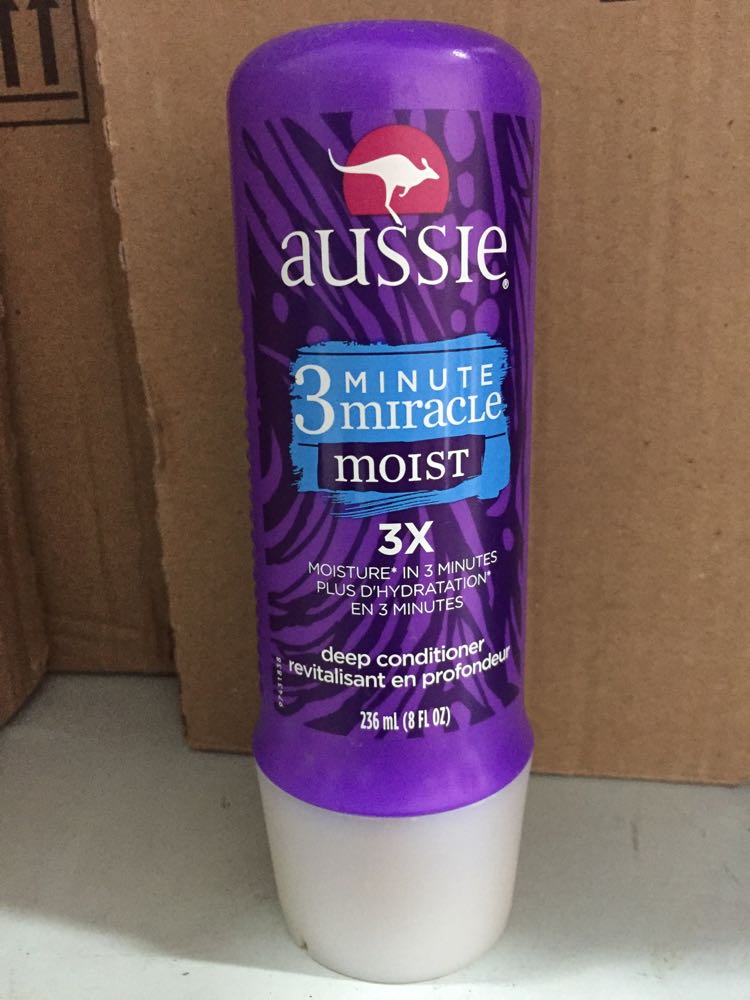 aussie®
3 MINUTE
miracle
moist
3X
MOISTURE* IN 3 MINUTES
PLUS D'HYDRATATION*
EN 3 MINUTES
deep conditioner
revitalisant en profondeur
236 mL (8 FL OZ)
97431838